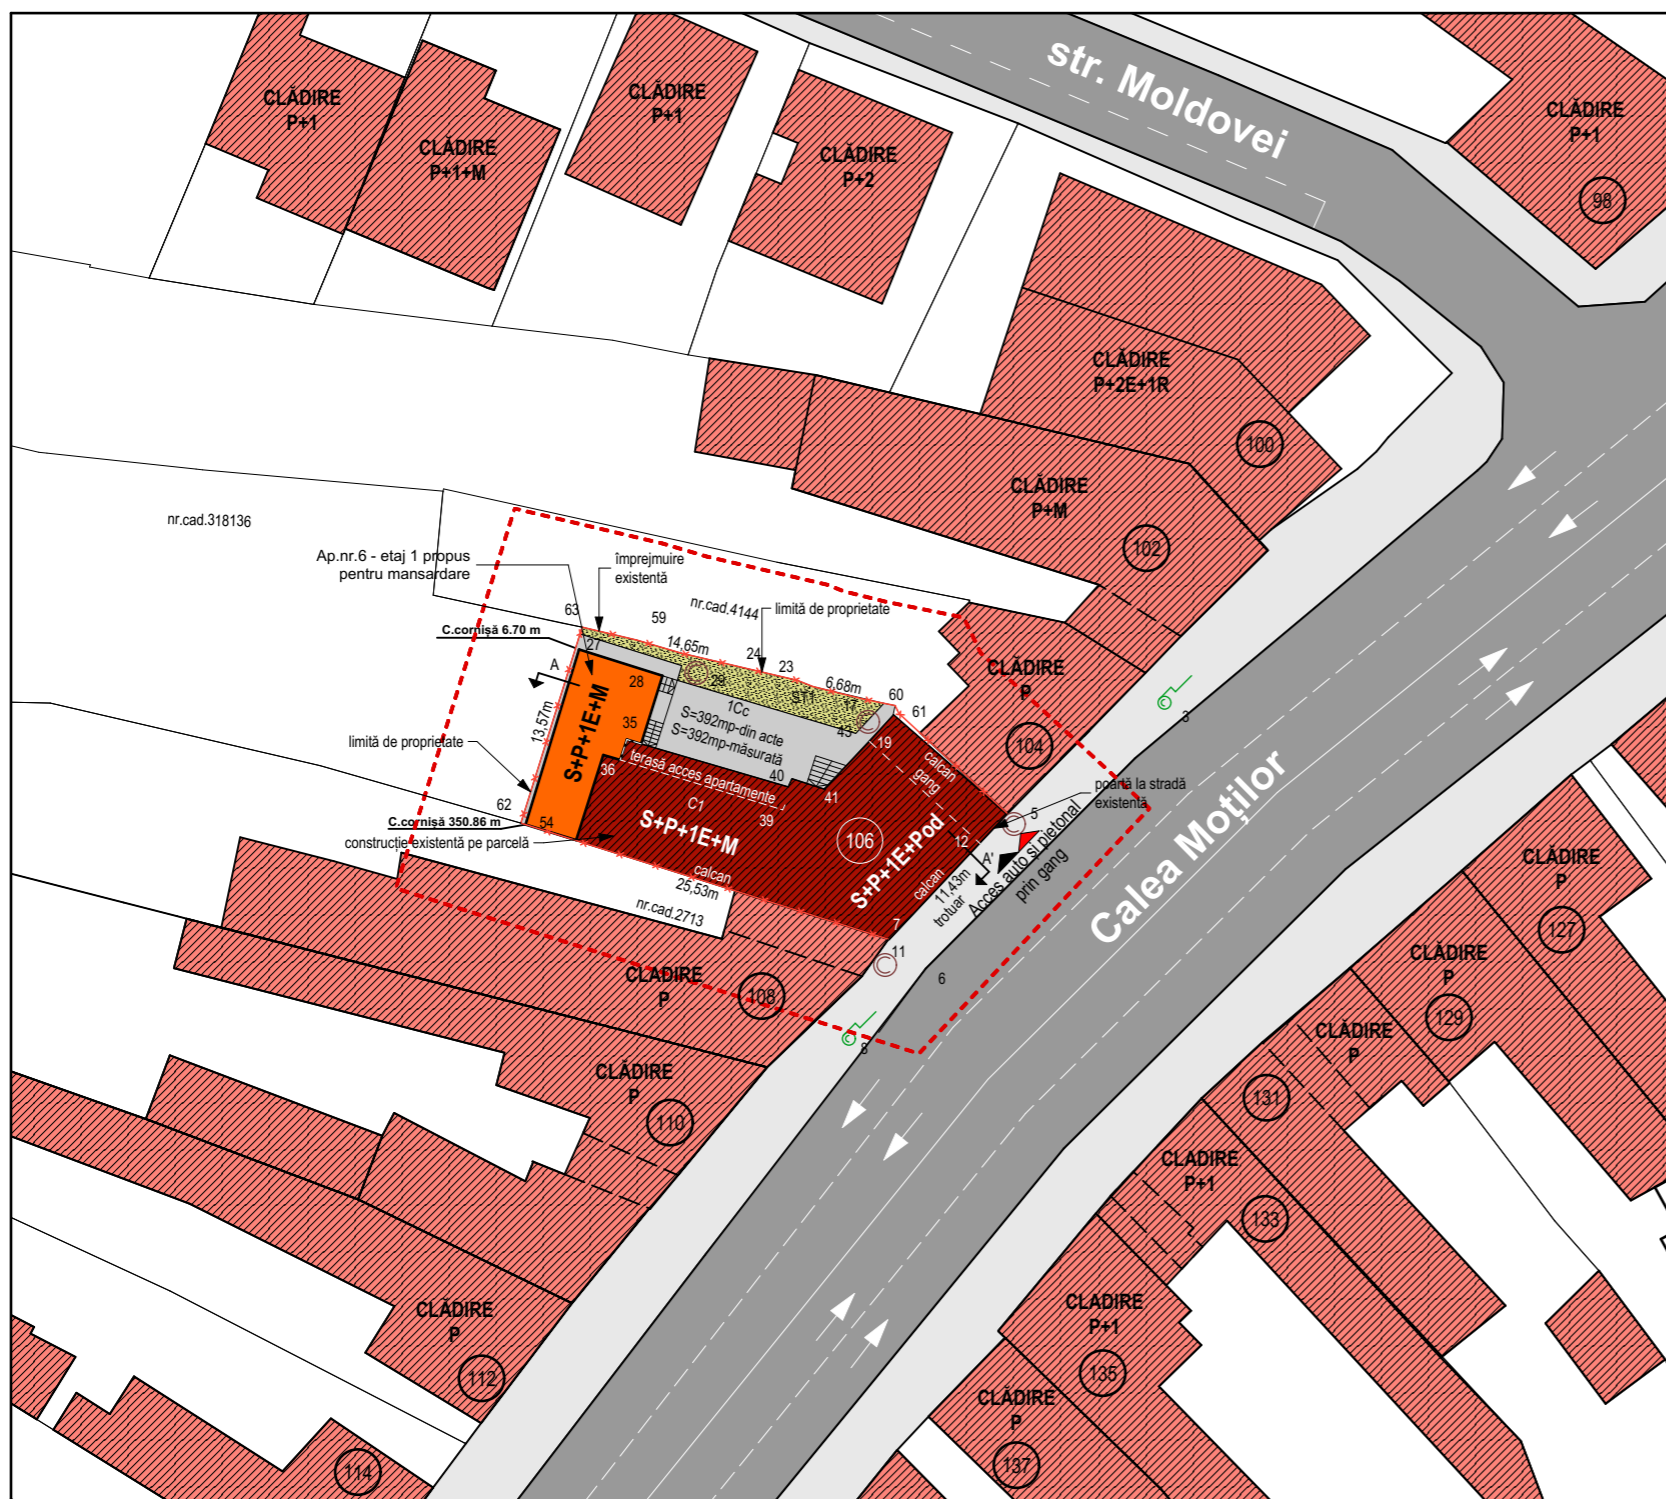 str. Moldovei
CLĂDIRE
P+1
CLĂDIRE
P+1+M
CLĂDIRE
P+1
CLĂDIRE
P+2
CLĂDIRE
P+1
98
CLĂDIRE
P+2E+1R
100
CLĂDIRE
P+M
102
nr.cad.318136
Ap.nr.6 - etaj 1 propus
pentru mansardare
împrejmuire
existentă
nr.cad.4144
limită de proprietate
63
59
C.cornişă 6.70 m
27
14,65m
24
23
6,68m
60
61
A
28
29
ST1
17
1Cc
S=392mp-din acte
S=392mp-măsurată
43
19
35
13,57m
S+P+1E+M
limită de proprietate
36
terasă acces apartamente
40
41
C1
39
S+P+1E+M
calcan
gang
CLĂDIRE
P
104
3
poartă la stradă
existentă
5
62
C.cornişă 350.86 m
54
construcţie existentă pe parcelă
106
S+P+1E+Pod
12
A'
calcan
11,43m
trotuar
Acces auto şi pietonal
prin gang
calcan
25,53m
nr.cad.2713
7
11
6
Calea Moţilor
CLĂDIRE
P
108
8
CLĂDIRE
P
110
CLĂDIRE
P
112
114
CLĂDIRE
P
127
CLĂDIRE
P
129
CLĂDIRE
P
131
CLĂDIRE
P+1
133
CLĂDIRE
P+1
135
CLĂDIRE
P
137